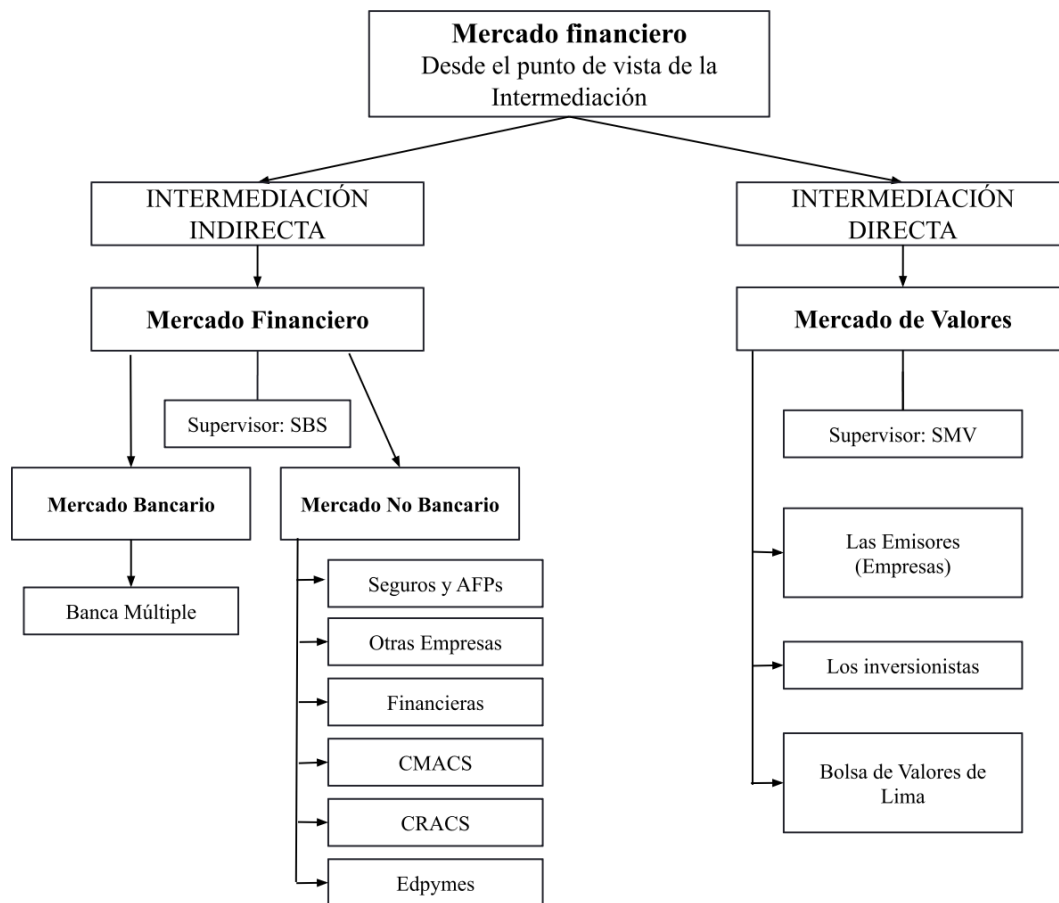 Mercado financiero
Desde el punto de vista de la
Intermediación
INTERMEDIACIÓN
INDIRECTA
INTERMEDIACIÓN
DIRECTA
Mercado Financiero
Mercado de Valores
Supervisor: SBS
Supervisor: SMV
Mercado Bancario
Mercado No Bancario
Banca Múltiple
Seguros y AFPs
Otras Empresas
Financieras
CMACS
CRACS
Edpymes
Las Emisores
(Empresas)
Los inversionistas
Bolsa de Valores de
Lima